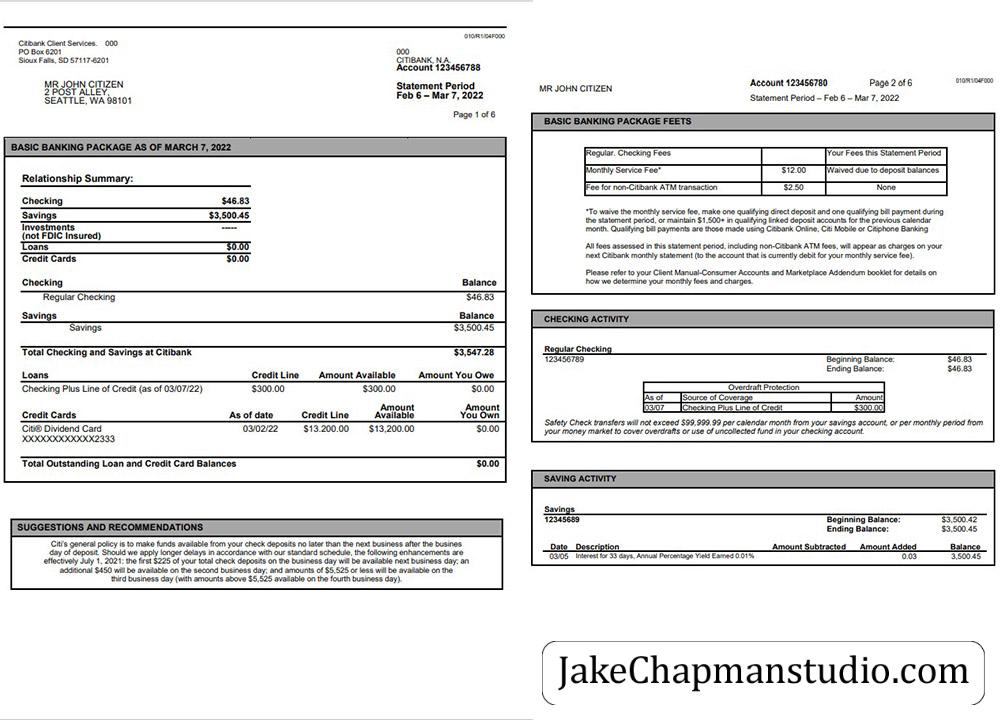 010/R1/04F000
Citibank Client Services. 000
PO Box 6201
Sioux Falls, SD 57117-6201
000
CITIBANK, N.A.
Account 123456788
MR JOHN CITIZEN
2 POST ALLEY,
SEATTLE, WA 98101
Statement Period
Feb 6 – Mar 7, 2022
Page 1 of 6
BASIC BANKING PACKAGE AS OF MARCH 7, 2022
Relationship Summary:
Checking $46.83
Savings $3,500.45
Investments -----
(not FDIC Insured)
Loans $0.00
Credit Cards $0.00
Checking Balance
Regular Checking $46.83
Savings Balance
Savings $3,500.45
Total Checking and Savings at Citibank $3,547.28
Loans Credit Line Amount Available Amount You Owe
Checking Plus Line of Credit (as of 03/07/22) $300.00 $300.00 $0.00
Credit Cards As of date Credit Line Amount Available Amount You Own
Citi® Dividend Card 03/02/22 $13.200.00 $13,200.00 $0.00
XXXXXXXXXXXX2333
Total Outstanding Loan and Credit Card Balances $0.00
SUGGESTIONS AND RECOMMENDATIONS
Citi's general policy is to make funds available from your check deposits no later than the next business after the busines
day of deposit. Should we apply longer delays in accordance with our standard schedule, the following enhancements are
effectively July 1, 2021: the first $225 of your total check deposits on the business day will be available next business day; an
additional $450 will be available on the second business day; and amounts of $5,525 or less will be available on the
third business day (with amounts above $5,525 available on the fourth business day).
MR JOHN CITIZEN
Account 123456780 Page 2 of 6
010/R1/04F000
Statement Period – Feb 6 – Mar 7, 2022
BASIC BANKING PACKAGE FEETS
Regular. Checking Fees Your Fees this Statement Period
Monthly Service Fee* $12.00 Waived due to deposit balances
Fee for non-Citibank ATM transaction $2.50 None
*To waive the monthly service fee, make one qualifying direct deposit and one qualifying bill payment during
the statement period, or maintain $1,500+ in qualifying linked deposit accounts for the previous calendar
month. Qualifying bill payments are those made using Citibank Online, Citi Mobile or Citiphone Banking
All fees assessed in this statement period, including non-Citibank ATM fees, will appear as charges on your
next Citibank monthly statement (to the account that is currently debit for your monthly service fee).
Please refer to your Client Manual-Consumer Accounts and Marketplace Addendum booklet for details on
how we determine your monthly fees and charges.
CHECKING ACTIVITY
Regular Checking
123456789 Beginning Balance: $46.83
Ending Balance: $46.83
Overdraft Protection
As of Source of Coverage Amount
03/07 Checking Plus Line of Credit $300.00
Safety Check transfers will not exceed $99,999.99 per calendar month from your savings account, or per monthly period from
your money market to cover overdrafts or use of uncollected fund in your checking account.
SAVING ACTIVITY
Savings
12345689 Beginning Balance: $3,500.42
Ending Balance: $3,500.45
Date Description Amount Subtracted Amount Added Balance
03/05 Interest for 33 days, Annual Percentage Yield Earned 0.01% 0.03 3,500.45
JakeChapmanstudio.com